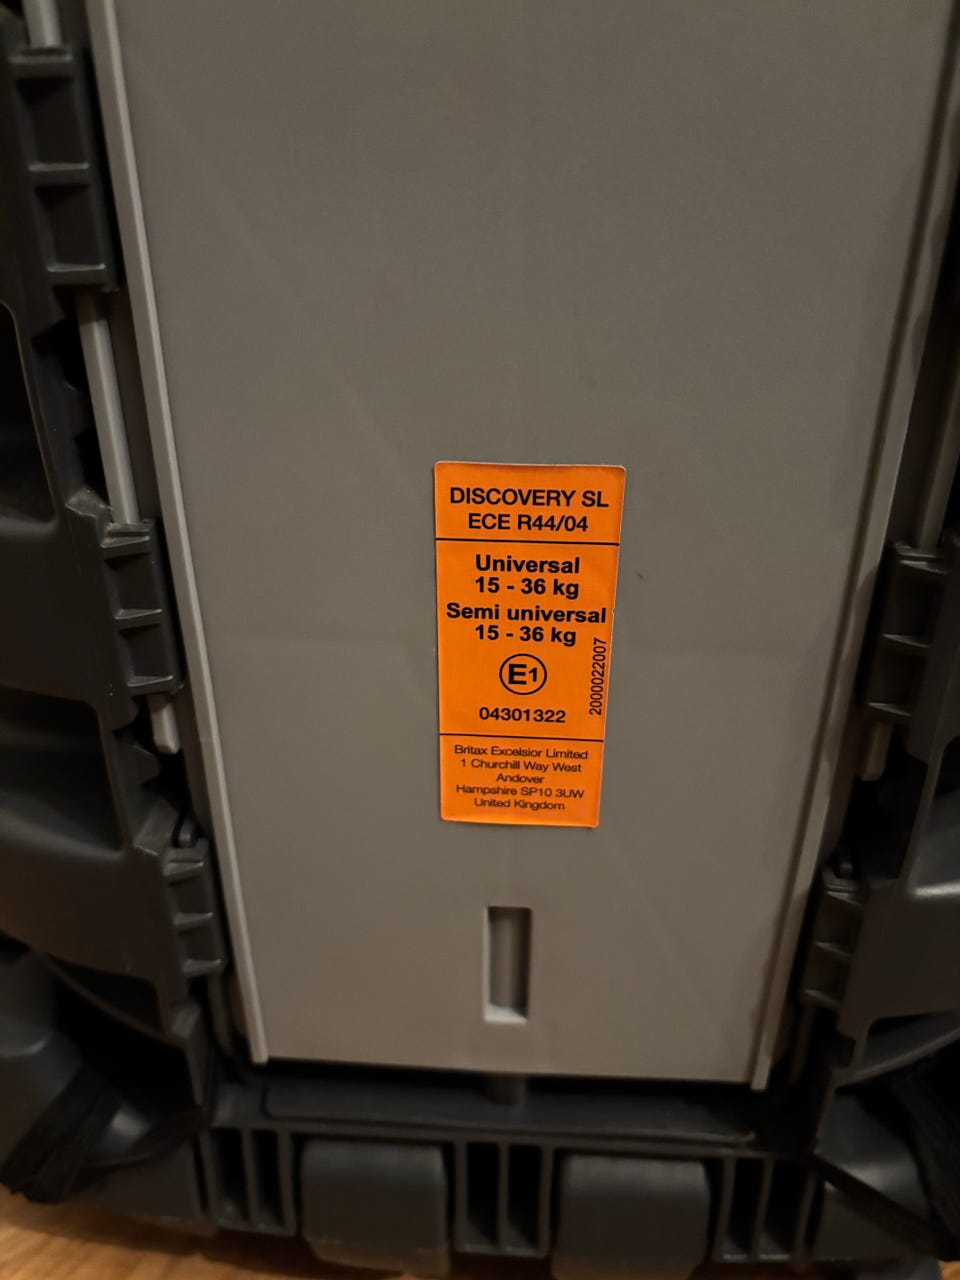 DISCOVERY SL
ECE R44/04
Universal
15 - 36 kg
Semi universal
15 - 36 kg
E1
04301322
2000022007
Britax Excelsior Limited
1 Churchill Way West
Andover
Hampshire SP10 3UW
United Kingdom